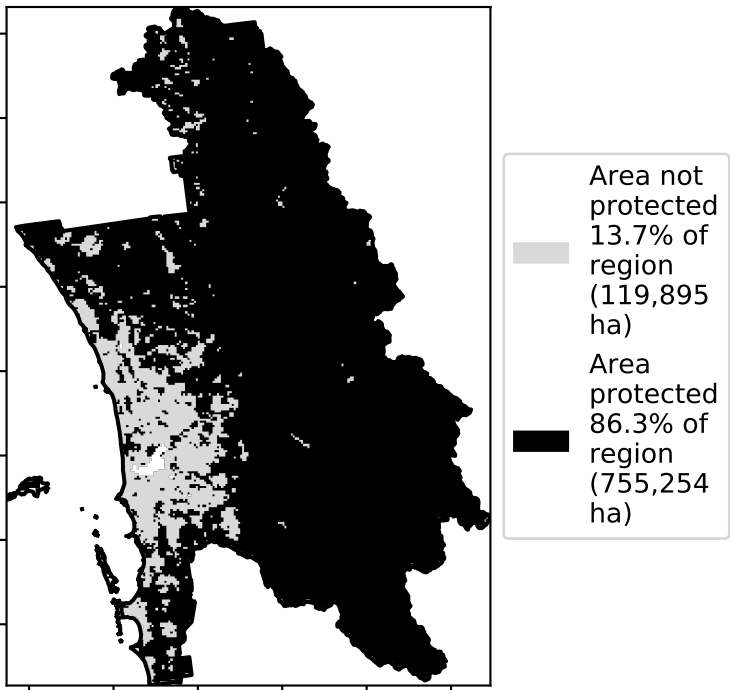 Area not
protected
13.7% of
region
(119,895
ha)
Area
protected
86.3% of
region
(755,254
ha)